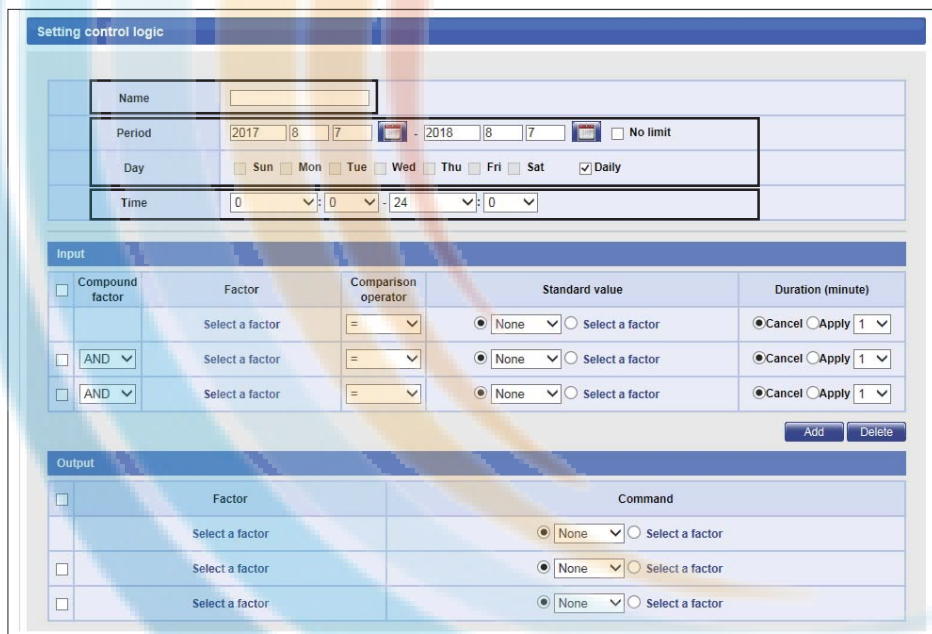 Setting control logic
Name
Period 2017 8 7 - 2018 8 7 No limit
Day Sun Mon Tue Wed Thu Fri Sat Daily
Time 0 : 0 - 24 : 0
Input
Compound factor Factor Comparison operator Standard value Duration (minute)
Select a factor = None Select a factor Cancel Apply 1
AND Select a factor = None Select a factor Cancel Apply 1
AND Select a factor = None Select a factor Cancel Apply 1
Add Delete
Output
Factor Command
Select a factor None Select a factor
Select a factor None Select a factor
Select a factor None Select a factor